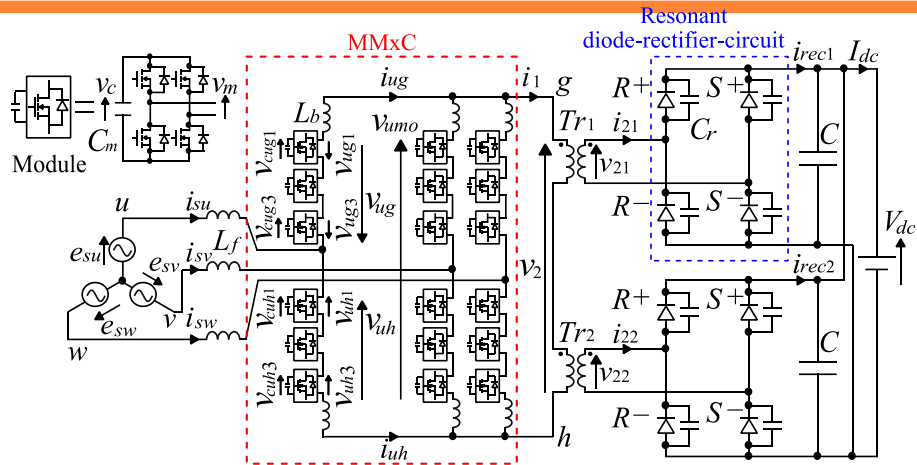 Resonant
diode-rectifier-circuit
MMxC
Module
v_c
C_m
v_m
i_ug
i_1
g
L_b
v_cug1
v_ug1
v_umo
v_cug3
v_ug3
v_ug
u
i_su
L_f
e_su
e_sv
i_sv
e_sw
v
i_sw
w
v_cuh1
v_uh1
v_uh
v_cuh3
v_uh3
i_uh
h
v_2
Tr_1
i_21
v_21
R+
S+
C_r
R−
S−
i_rec1
I_dc
C
V_dc
Tr_2
i_22
v_22
R+
S+
R−
S−
i_rec2
C